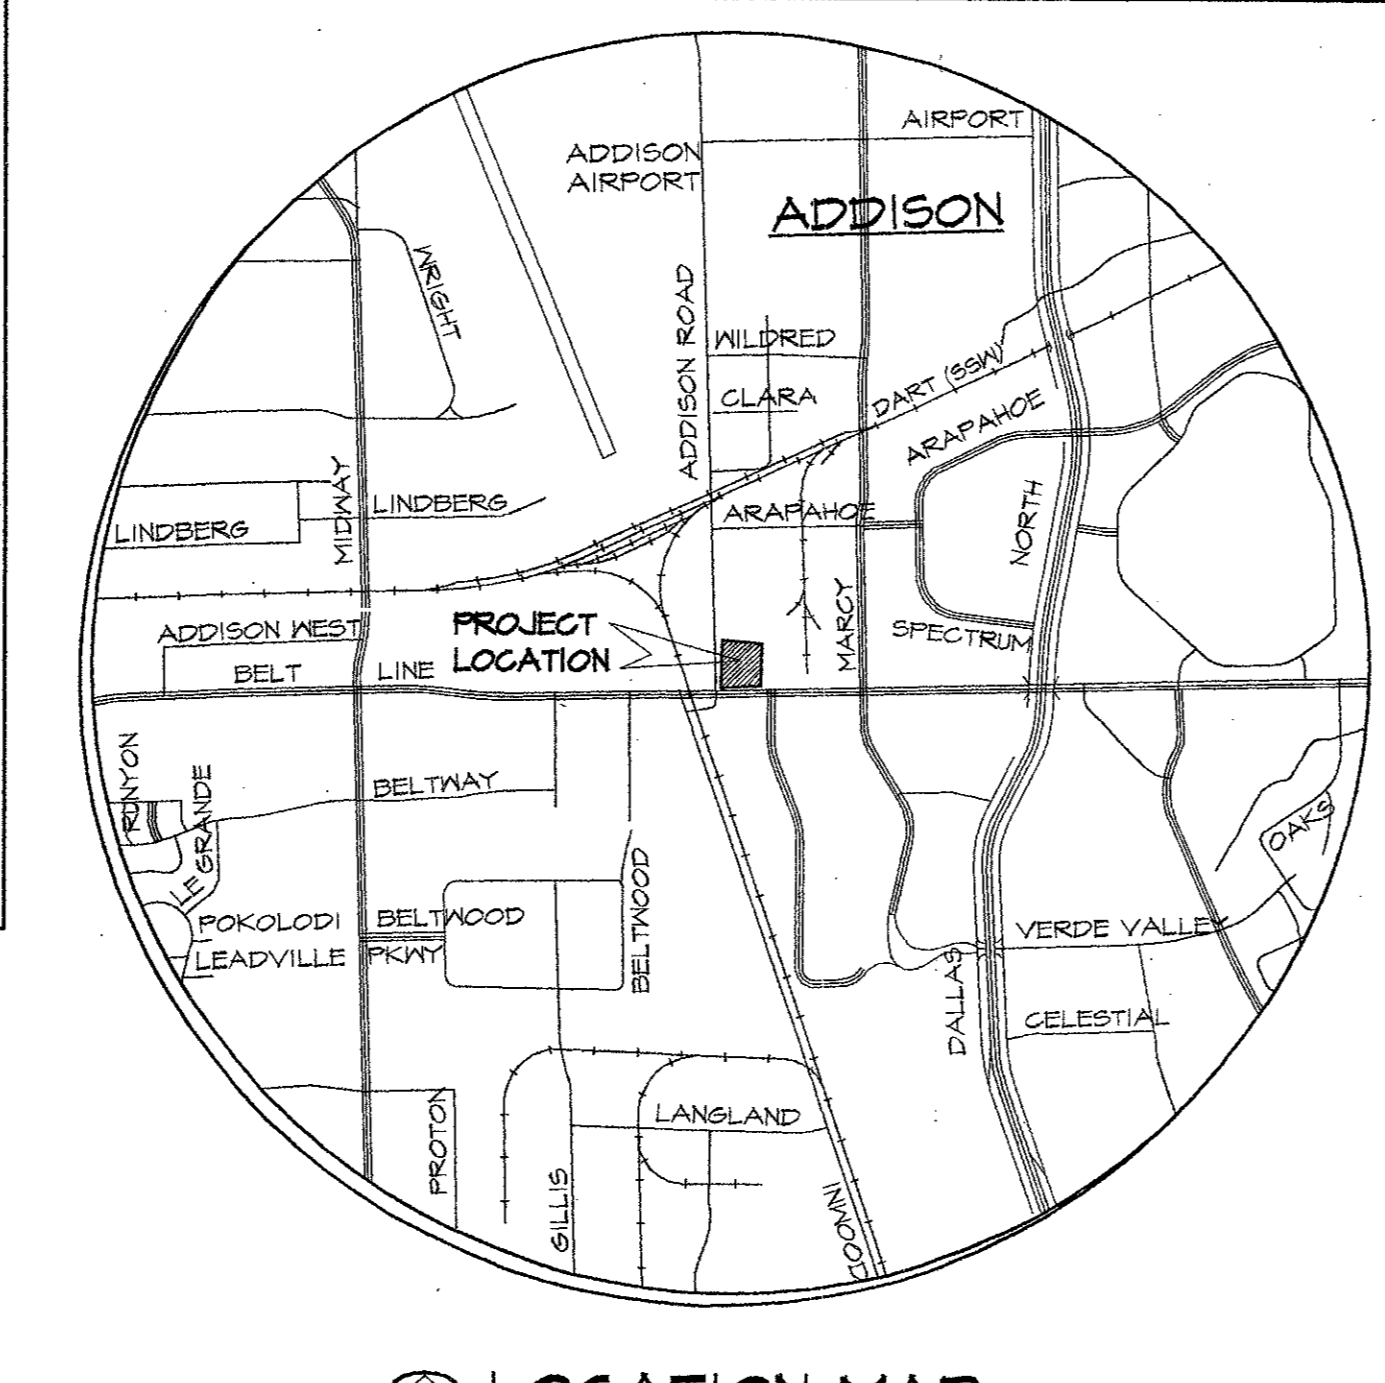 AIRPORT
ADDISON
AIRPORT
ADDISON
WRIGHT
ADDISON ROAD
WILDRED
CLARA
DART (SSW)
ARAPAHOE
MIDWAY
LINDBERG
LINDBERG
ARAPAHOE
NORTH
MARCY
PROJECT
LOCATION
ADDISON WEST
SPECTRUM
BELT LINE
RUNYON
LE GRANDE
BELTWAY
OAKS
POKOLODI
BELTWOOD
PKWY
LEADVILLE
BELTWOOD
VERDE VALLEY
DALLAS
CELESTIAL
PROTON
LANGLAND
GILLIS
LOCATION MAP